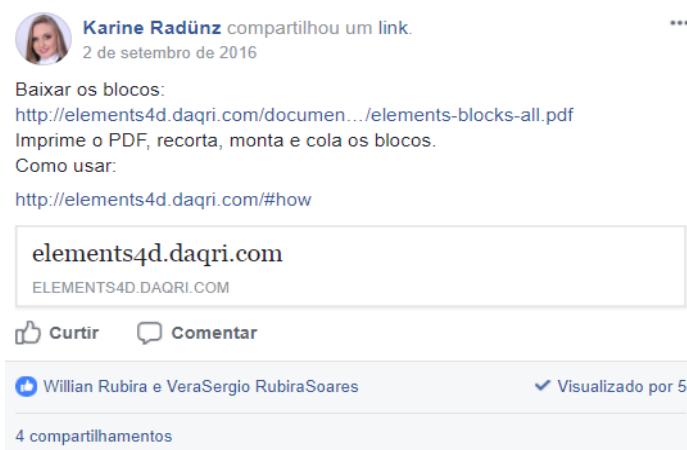 Karine Radünz compartilhou um link.
2 de setembro de 2016
Baixar os blocos:
http://elements4d.daqri.com/documen…/elements-blocks-all.pdf
Imprime o PDF, recorta, monta e cola os blocos.
Como usar:
http://elements4d.daqri.com/#how
elements4d.daqri.com
ELEMENTS4D.DAQRI.COM
Curtir Comentar
Willian Rubira e VeraSergio RubiraSoares Visualizado por 5
4 compartilhamentos